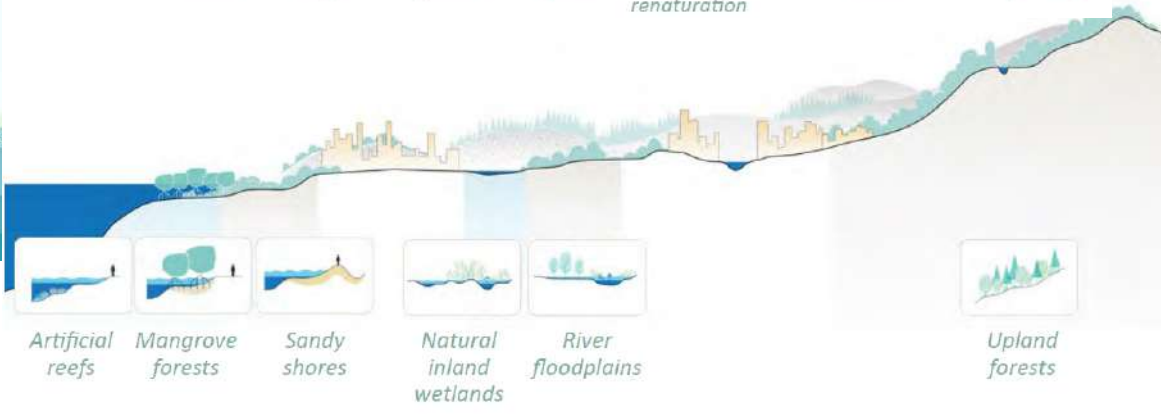 renaturation
Artificial
reefs
Mangrove
forests
Sandy
shores
Natural
inland
wetlands
River
floodplains
Upland
forests